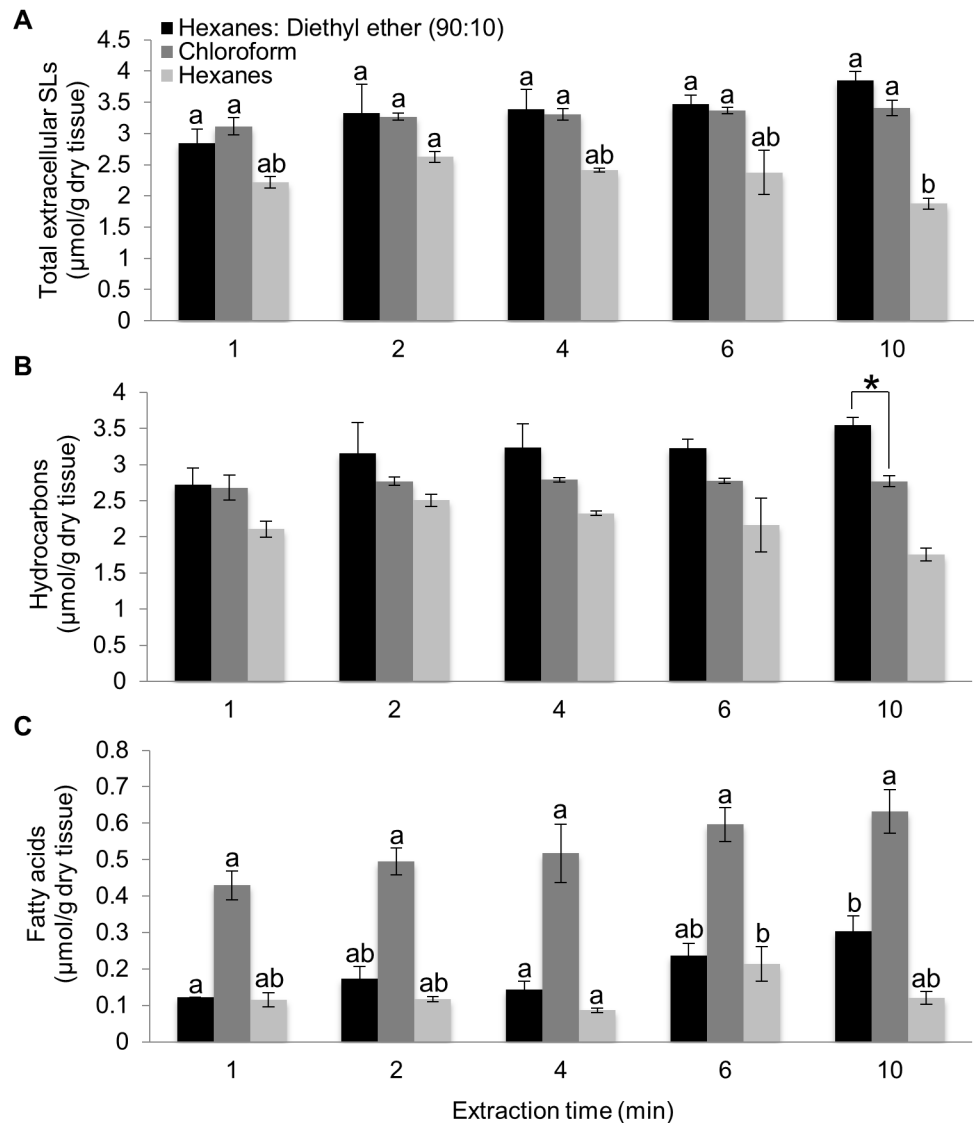 A
Hexanes: Diethyl ether (90:10)
Chloroform
Hexanes
Total extracellular SLs
(µmol/g dry tissue)
4.5
4
3.5
3
2.5
2
1.5
1
0.5
0
a a ab
a a a
a a ab
a a ab
a a b
1 2 4 6 10
B
Hydrocarbons
(µmol/g dry tissue)
4
3.5
3
2.5
2
1.5
1
0.5
0
*
1 2 4 6 10
C
Fatty acids
(µmol/g dry tissue)
0.8
0.7
0.6
0.5
0.4
0.3
0.2
0.1
0
a a ab
ab a ab
a a a
ab a b
b a ab
1 2 4 6 10
Extraction time (min)